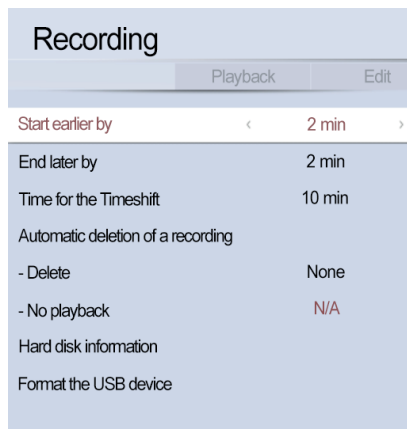 Recording
Playback Edit
Start earlier by ‹ 2 min ›
End later by 2 min
Time for the Timeshift 10 min
Automatic deletion of a recording
- Delete None
- No playback N/A
Hard disk information
Format the USB device